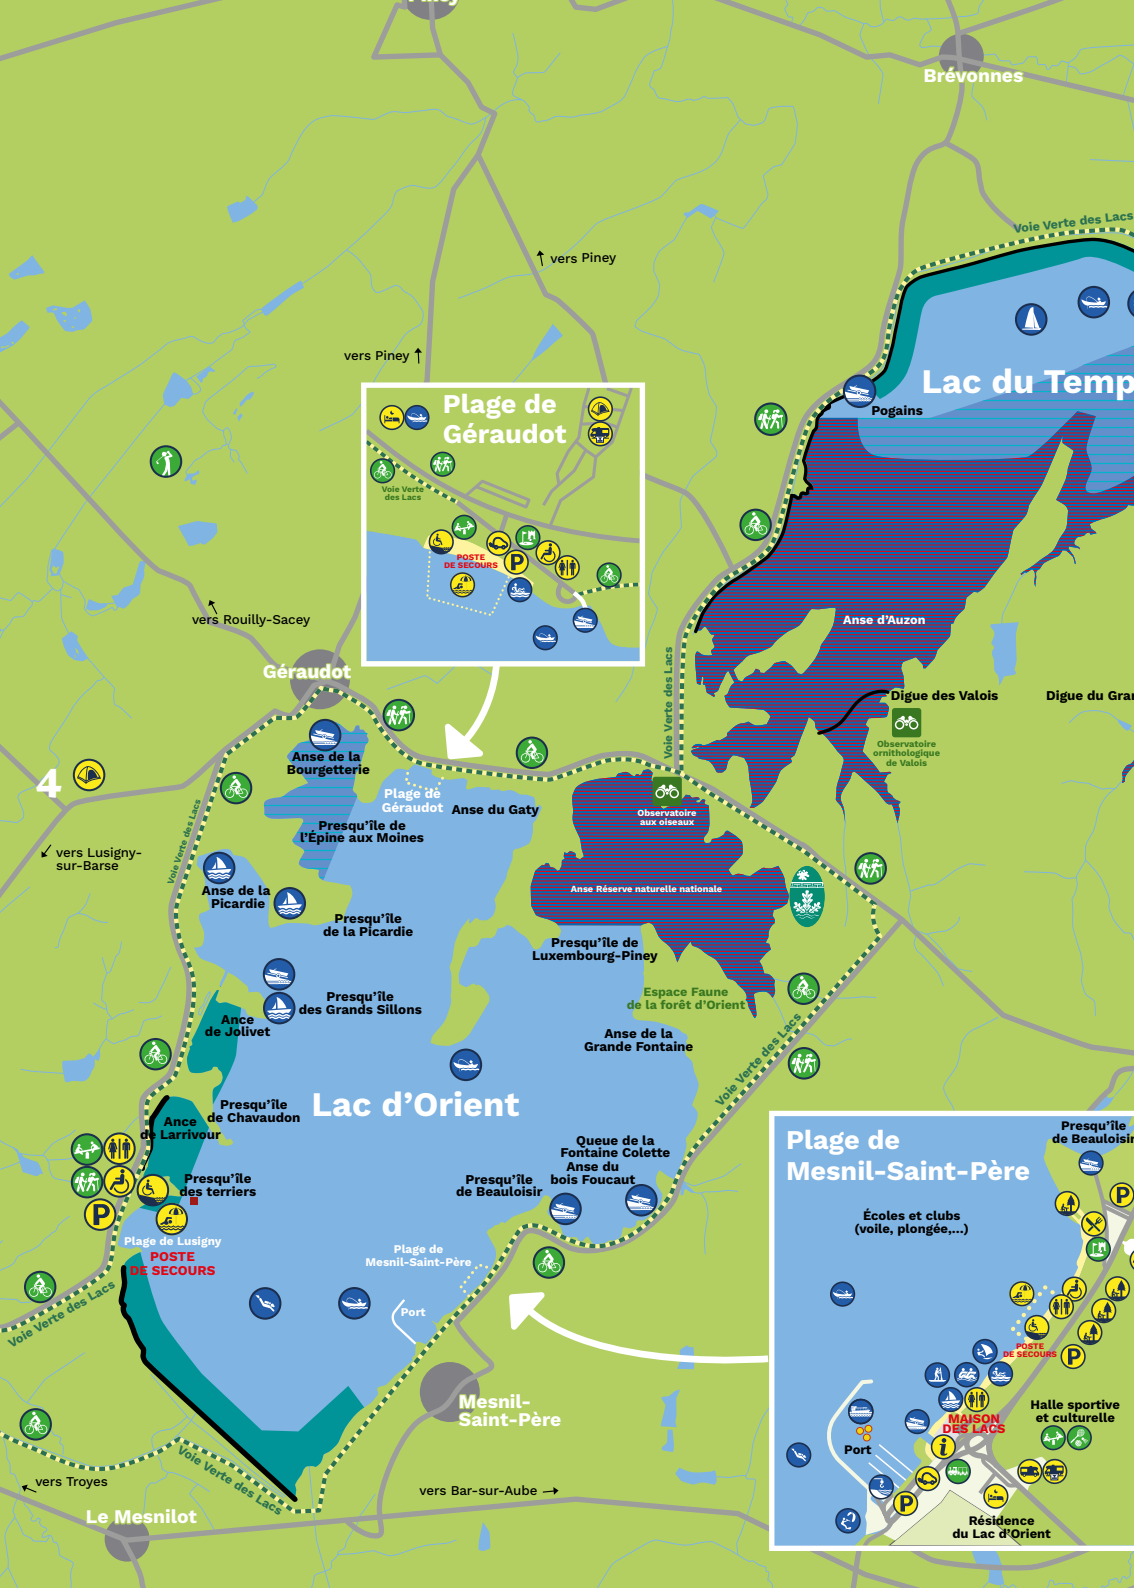 Piney
Brévonnes
Voie Verte des Lacs
vers Piney
vers Piney
Lac du Temp
Pogains
Plage de
Géraudot
Voie Verte
des Lacs
POSTE
DE SECOURS
P
vers Rouilly-Sacey
Géraudot
Anse d'Auzon
Voie Verte des Lacs
Digue des Valois
Digue du Gran
Observatoire
ornithologique
de Valois
Anse de la
Bourgetterie
Plage de
Géraudot
Anse du Gaty
4
Observatoire
aux oiseaux
Presqu'île de
l'Épine aux Moines
Voie Verte des Lacs
vers Lusigny-
sur-Barse
Anse de la
Picardie
Anse Réserve naturelle nationale
Presqu'île
de la Picardie
Presqu'île de
Luxembourg-Piney
Espace Faune
de la forêt d'Orient
Presqu'île
des Grands Sillons
Ance
de Jolivet
Anse de la
Grande Fontaine
Voie Verte des Lacs
Lac d'Orient
Presqu'île
de Chavaudon
Ance
de Larrivour
Queue de la
Fontaine Colette
Anse du
bois Foucaut
Presqu'île
de Beauloisir
Presqu'île
des terriers
P
Plage de Lusigny
POSTE
DE SECOURS
Plage de
Mesnil-Saint-Père
Port
Voie Verte des Lacs
Plage de
Mesnil-Saint-Père
Presqu'île
de Beauloisir
Écoles et clubs
(voile, plongée,...)
P
POSTE
DE SECOURS
P
Halle sportive
et culturelle
MAISON
DES LACS
Port
i
P
Résidence
du Lac d'Orient
Mesnil-
Saint-Père
Voie Verte des Lacs
vers Troyes
vers Bar-sur-Aube
Le Mesnilot